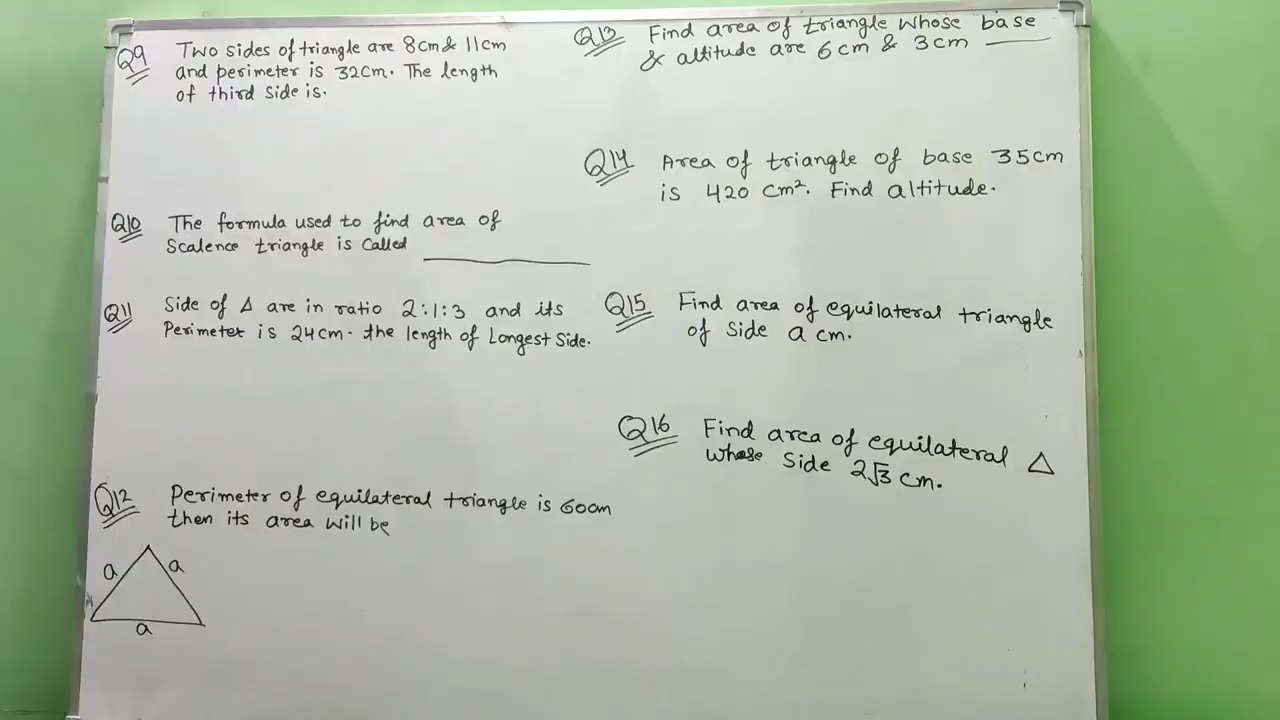 Q9 Two sides of triangle are 8cm & 11cm
and perimeter is 32cm. The length
of third side is.
Q10 The formula used to find area of
Scalence triangle is called ______
Q11 Side of Δ are in ratio 2:1:3 and its
Perimeter is 24cm. the length of Longest Side.
Q12 Perimeter of equilateral triangle is 60cm
then its area will be
a a
a
Q13 Find area of triangle whose base
& altitude are 6cm & 3cm ______
Q14 Area of triangle of base 35cm
is 420 cm². Find altitude.
Q15 Find area of equilateral triangle
of side a cm.
Q16 Find area of equilateral Δ
whose Side 2√3 cm.